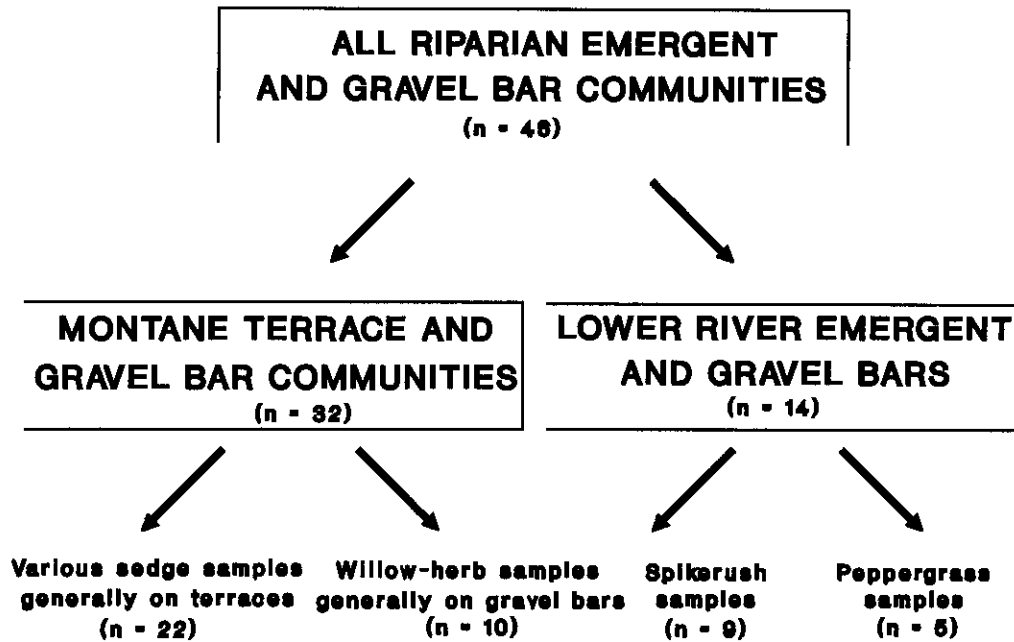 ALL RIPARIAN EMERGENT
AND GRAVEL BAR COMMUNITIES
(n = 46)
MONTANE TERRACE AND
GRAVEL BAR COMMUNITIES
(n = 32)
LOWER RIVER EMERGENT
AND GRAVEL BARS
(n = 14)
Various sedge samples
generally on terraces
(n = 22)
Willow-herb samples
generally on gravel bars
(n = 10)
Spikerush
samples
(n = 9)
Peppergrass
samples
(n = 5)